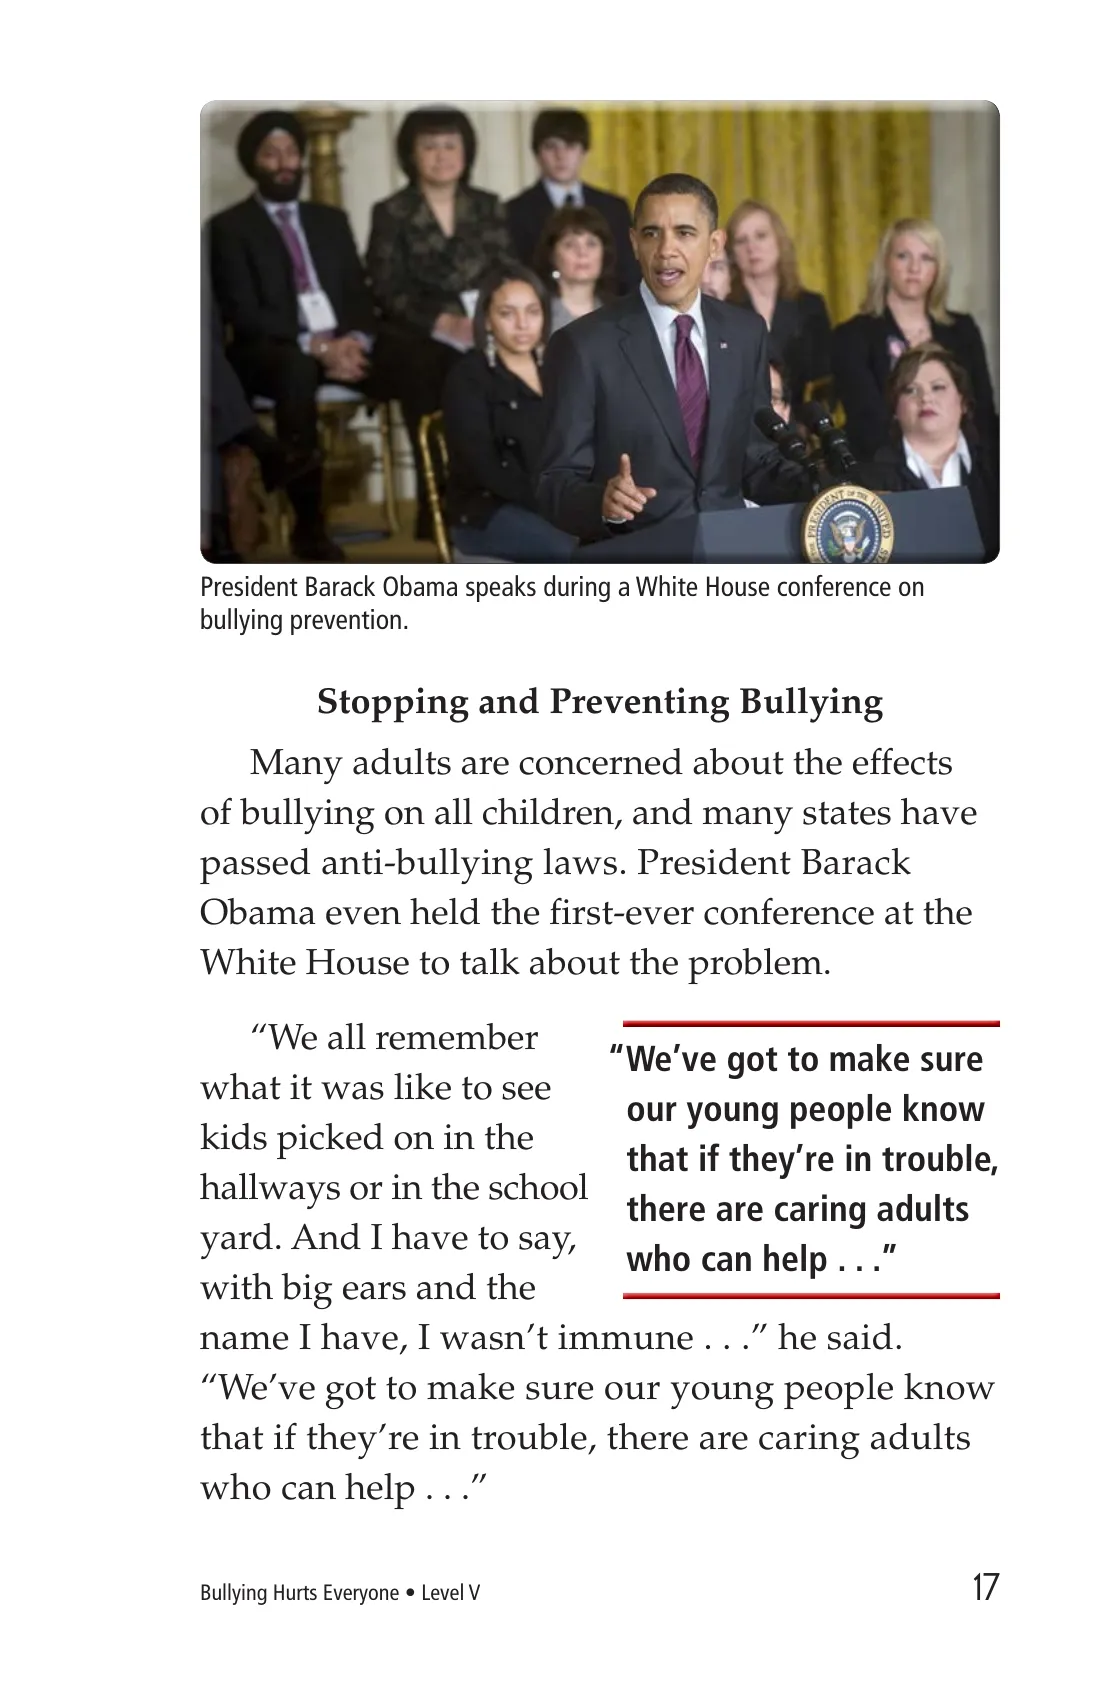 PRESIDENT OF THE UNITED
President Barack Obama speaks during a White House conference on
bullying prevention.
Stopping and Preventing Bullying
Many adults are concerned about the effects
of bullying on all children, and many states have
passed anti-bullying laws. President Barack
Obama even held the first-ever conference at the
White House to talk about the problem.
“We all remember
what it was like to see
kids picked on in the
hallways or in the school
yard. And I have to say,
with big ears and the
name I have, I wasn’t immune . . .” he said.
“We’ve got to make sure our young people know
that if they’re in trouble, there are caring adults
who can help . . .”
“We’ve got to make sure
our young people know
that if they’re in trouble,
there are caring adults
who can help . . .”
Bullying Hurts Everyone • Level V
17